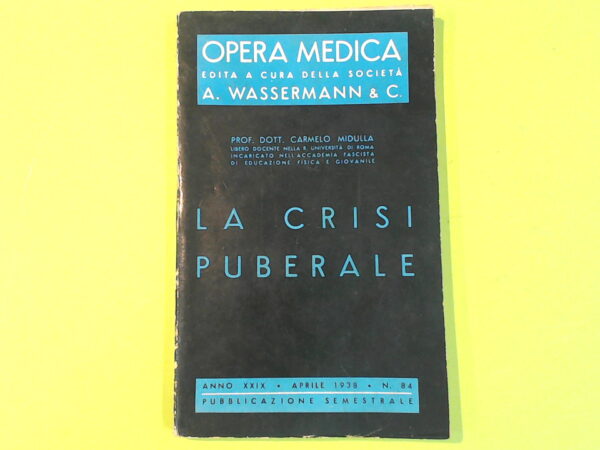 OPERA MEDICA
EDITA A CURA DELLA SOCIETÀ
A. WASSERMANN & C.
PROF. DOTT. CARMELO MIDULLA
LIBERO DOCENTE NELLA R. UNIVERSITÀ DI ROMA
INCARICATO NELL'ACCADEMIA FASCISTA
DI EDUCAZIONE FISICA E GIOVANILE
LA CRISI
PUBERALE
ANNO XXIX • APRILE 1938 • N. 84
PUBBLICAZIONE SEMESTRALE